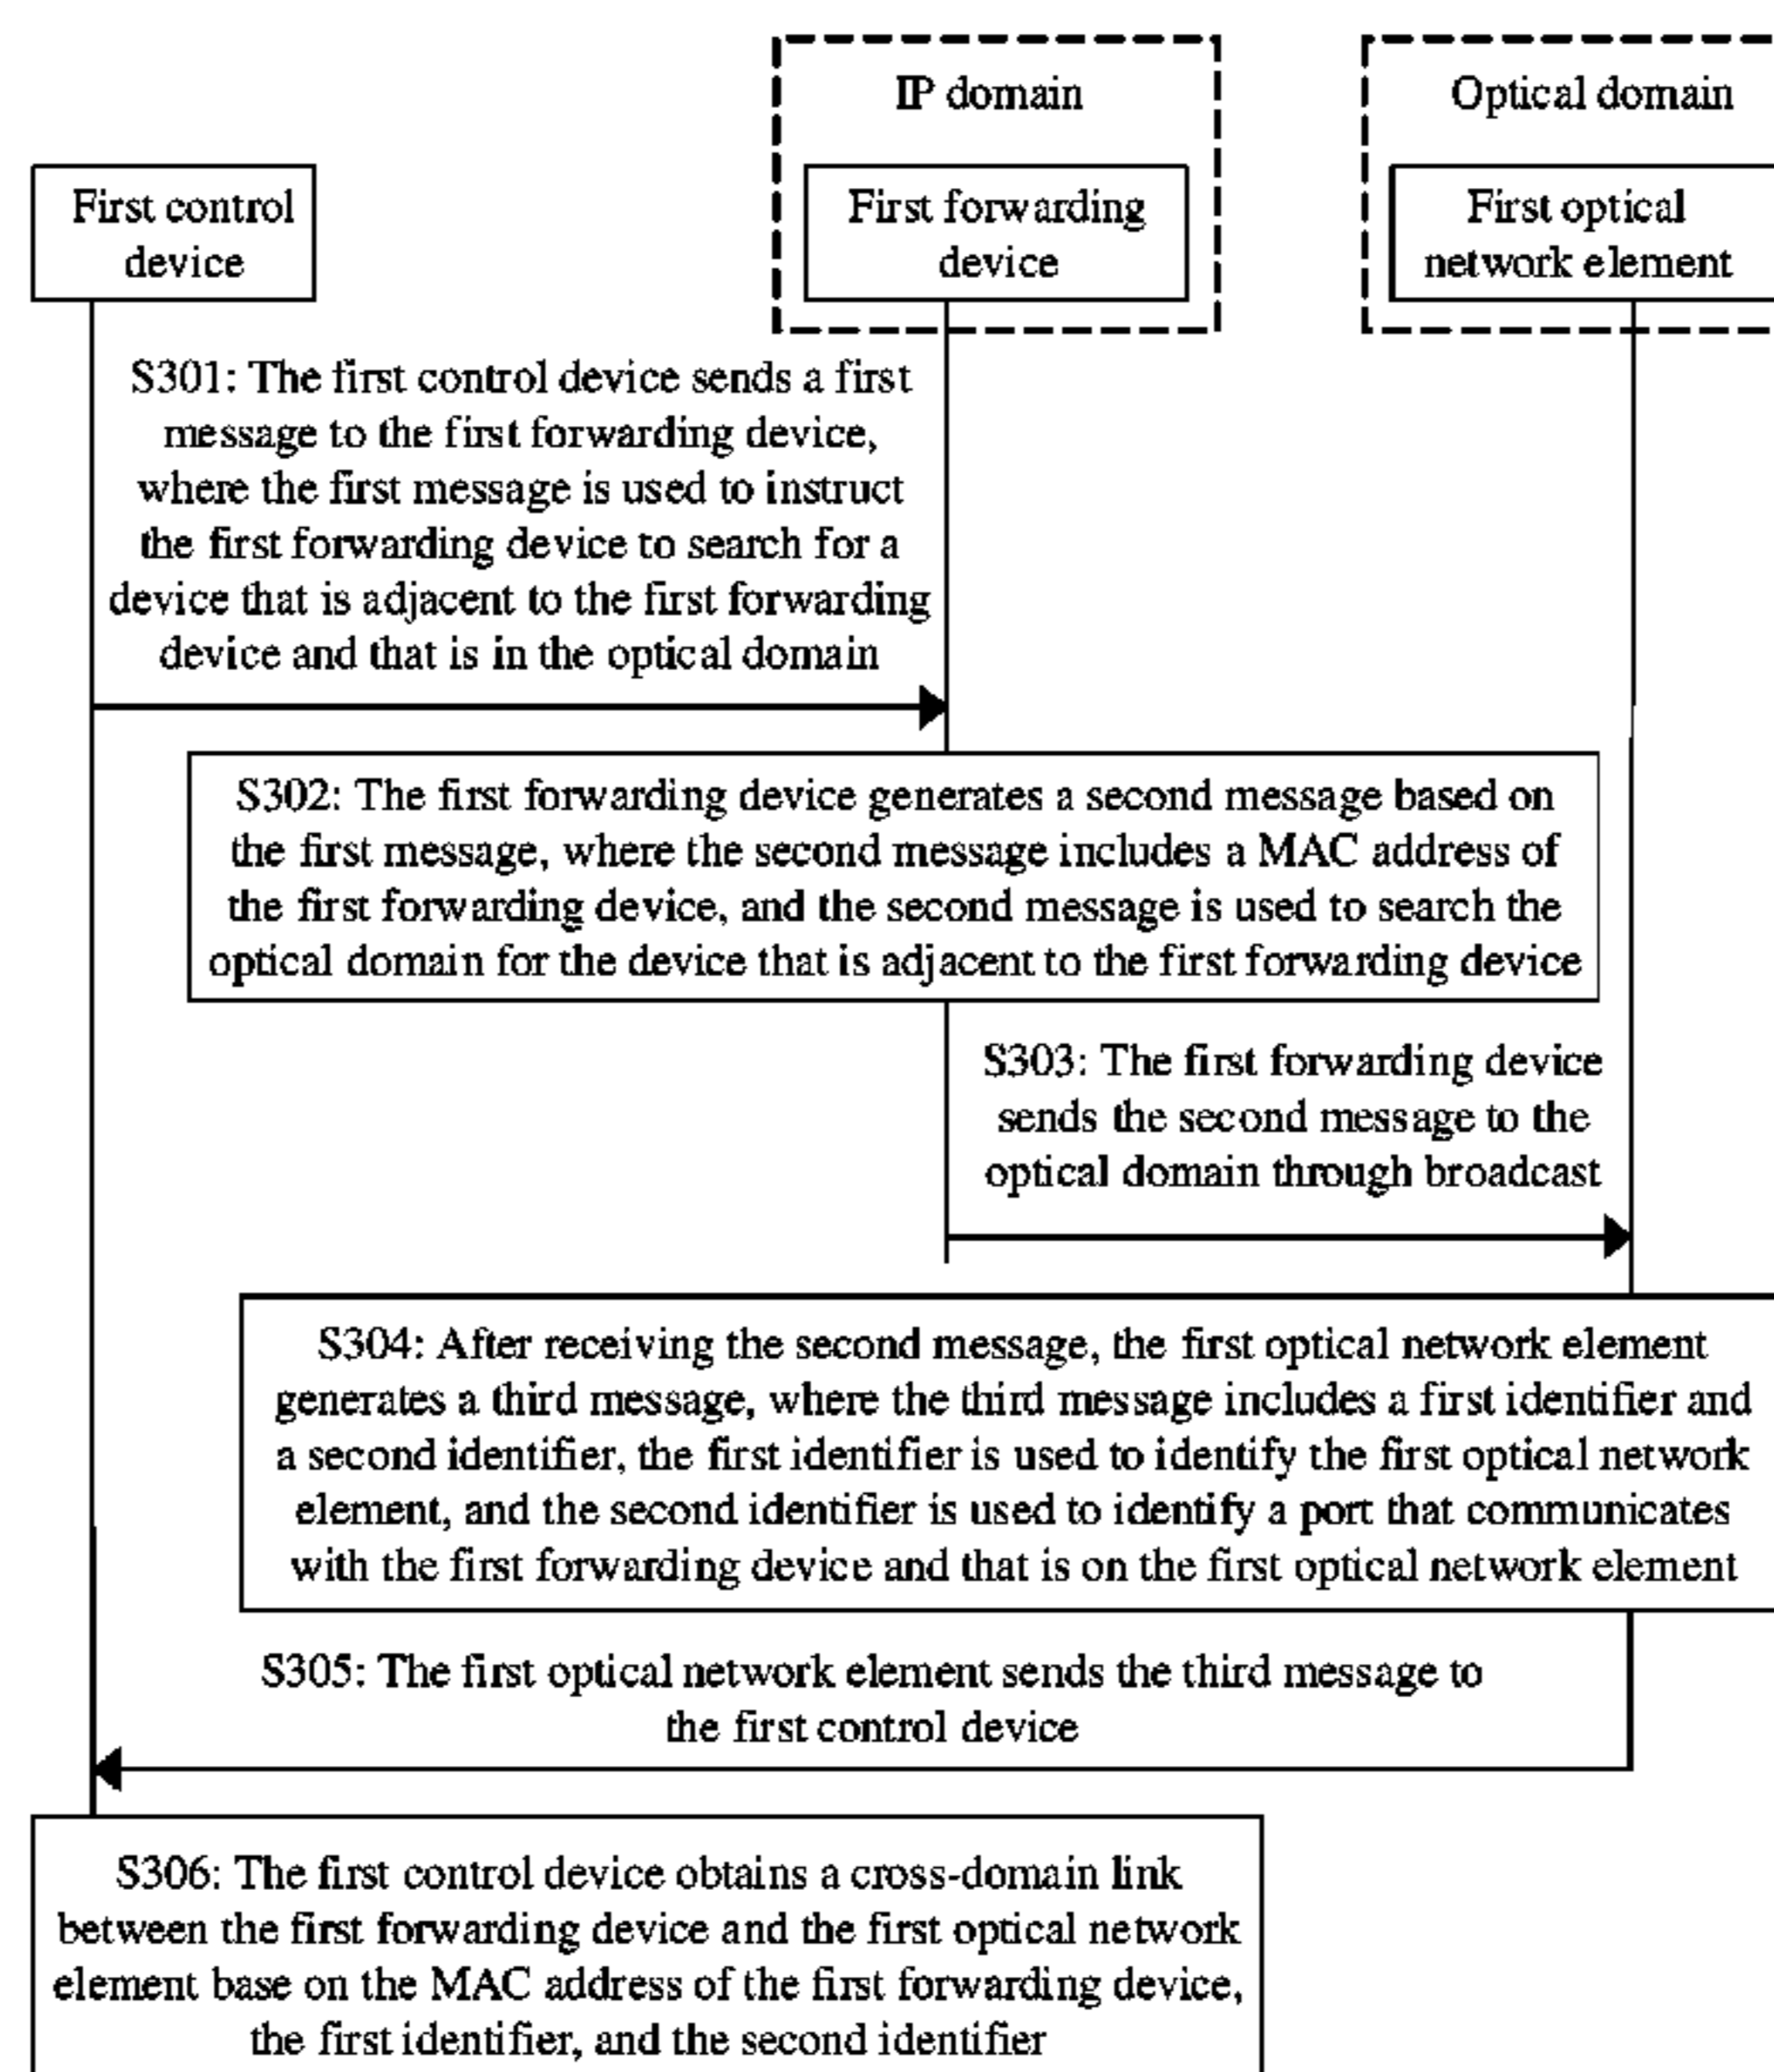 IP domain
Optical domain
First control
device
First forwarding
device
First optical
network element
S301: The first control device sends a first
message to the first forwarding device,
where the first message is used to instruct
the first forwarding device to search for a
device that is adjacent to the first forwarding
device and that is in the optical domain
S302: The first forwarding device generates a second message based on
the first message, where the second message includes a MAC address of
the first forwarding device, and the second message is used to search the
optical domain for the device that is adjacent to the first forwarding device
S303: The first forwarding device
sends the second message to the
optical domain through broadcast
S304: After receiving the second message, the first optical network element
generates a third message, where the third message includes a first identifier and
a second identifier, the first identifier is used to identify the first optical network
element, and the second identifier is used to identify a port that communicates
with the first forwarding device and that is on the first optical network element
S305: The first optical network element sends the third message to
the first control device
S306: The first control device obtains a cross-domain link
between the first forwarding device and the first optical network
element base on the MAC address of the first forwarding device,
the first identifier, and the second identifier